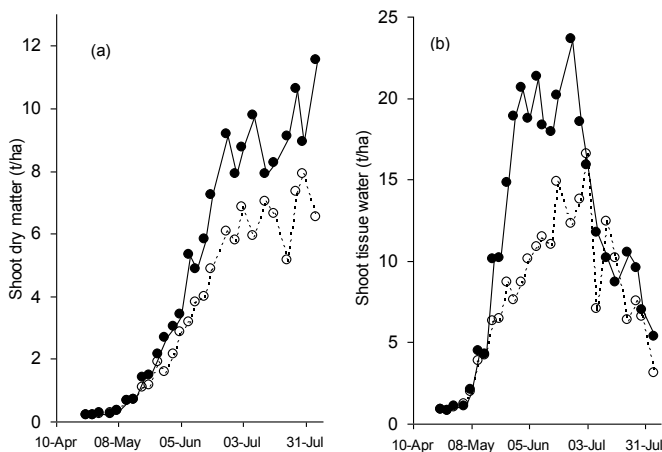 (a)
Shoot dry matter (t/ha)
12
10
8
6
4
2
0
10-Apr 08-May 05-Jun 03-Jul 31-Jul
(b)
Shoot tissue water (t/ha)
25
20
15
10
5
0
10-Apr 08-May 05-Jun 03-Jul 31-Jul